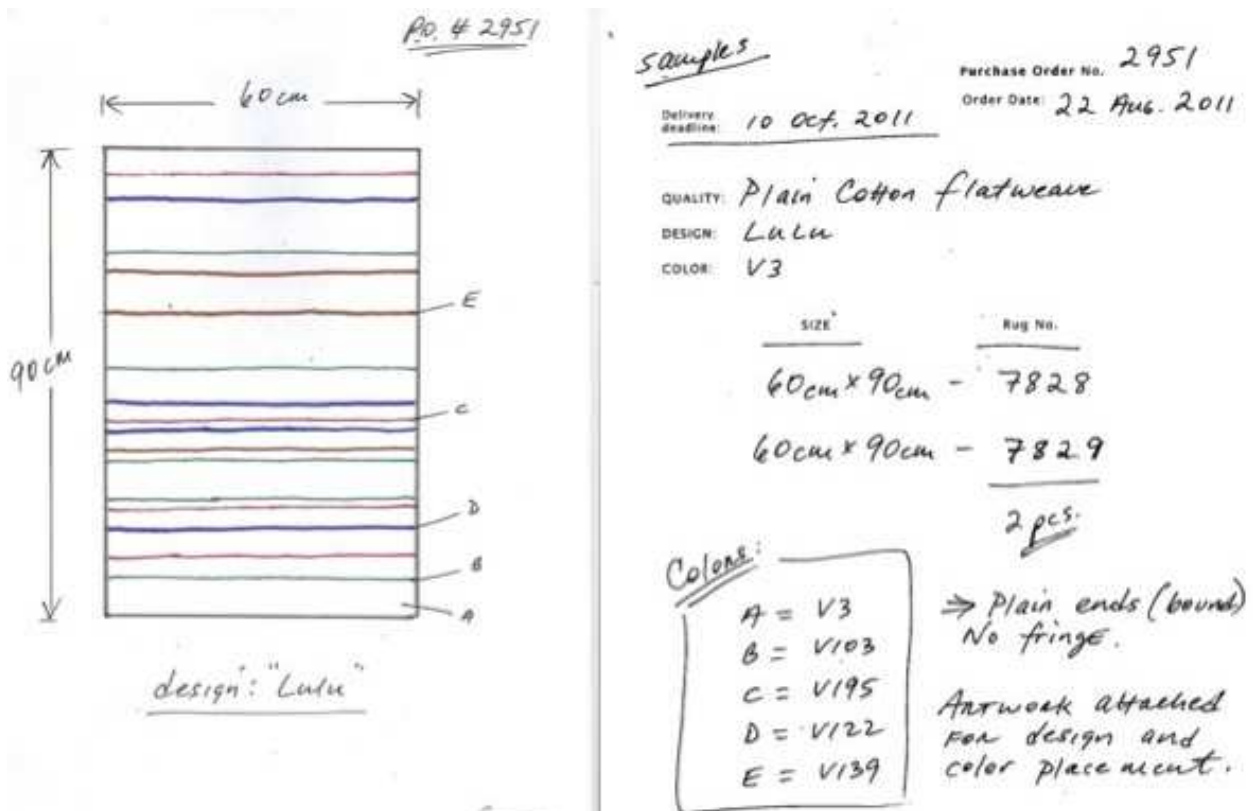 P.O. # 2951
60cm
90cm
E
C
D
B
A
design: "Lulu"
samples
Purchase Order No. 2951
Order Date: 22 Aug. 2011
Delivery deadline: 10 Oct. 2011
QUALITY: Plain Cotton flatweave
DESIGN: LuLu
COLOR: V3
SIZE Rug No.
60cm x 90cm - 7828
60cm x 90cm - 7829
2 pcs.
Colors:
A = V3
B = V103
C = V195
D = V122
E = V139
⇒ Plain ends (bound)
No fringe.
Artwork attached
For design and
color placement.